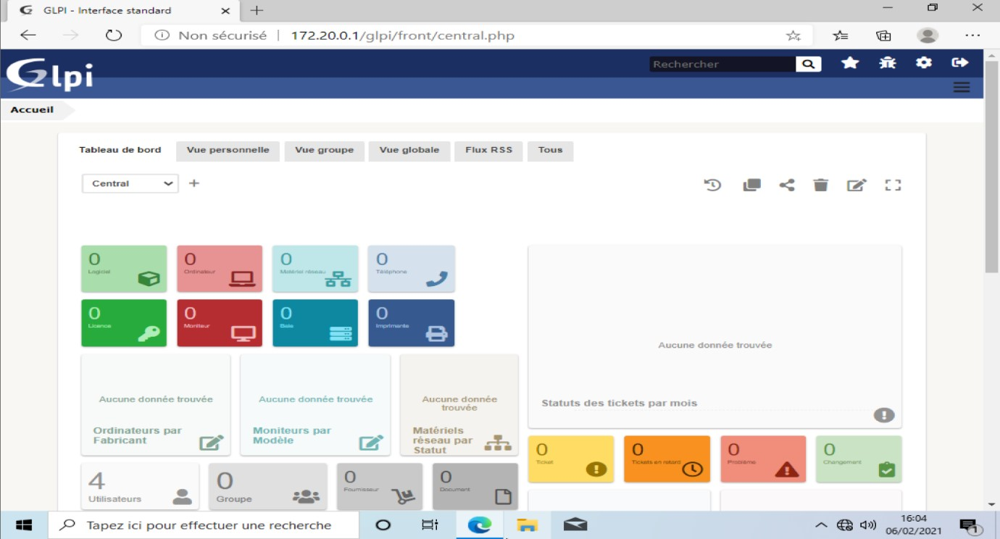 GLPI - Interface standard
Non sécurisé | 172.20.0.1/glpi/front/central.php
Glpi
Rechercher
Accueil
Tableau de bord
Vue personnelle
Vue groupe
Vue globale
Flux RSS
Tous
Central
0
Logiciel
0
Ordinateur
0
Matériel réseau
0
Téléphone
0
Licence
0
Moniteur
0
Baie
0
Imprimante
Aucune donnée trouvée
Statuts des tickets par mois
Aucune donnée trouvée
Ordinateurs par
Fabricant
Aucune donnée trouvée
Moniteurs par
Modèle
Aucune donnée
trouvée
Matériels
réseau par
Statut
0
Ticket
0
Tickets en retard
0
Problème
0
Changement
4
Utilisateurs
0
Groupe
0
Fournisseur
0
Document
Tapez ici pour effectuer une recherche
16:04
06/02/2021
1